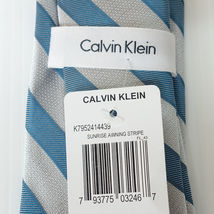 Calvin Klein
CALVIN KLEIN
K7952414439
SUNRISE AWNING STRIPE
7 93775 03246 7